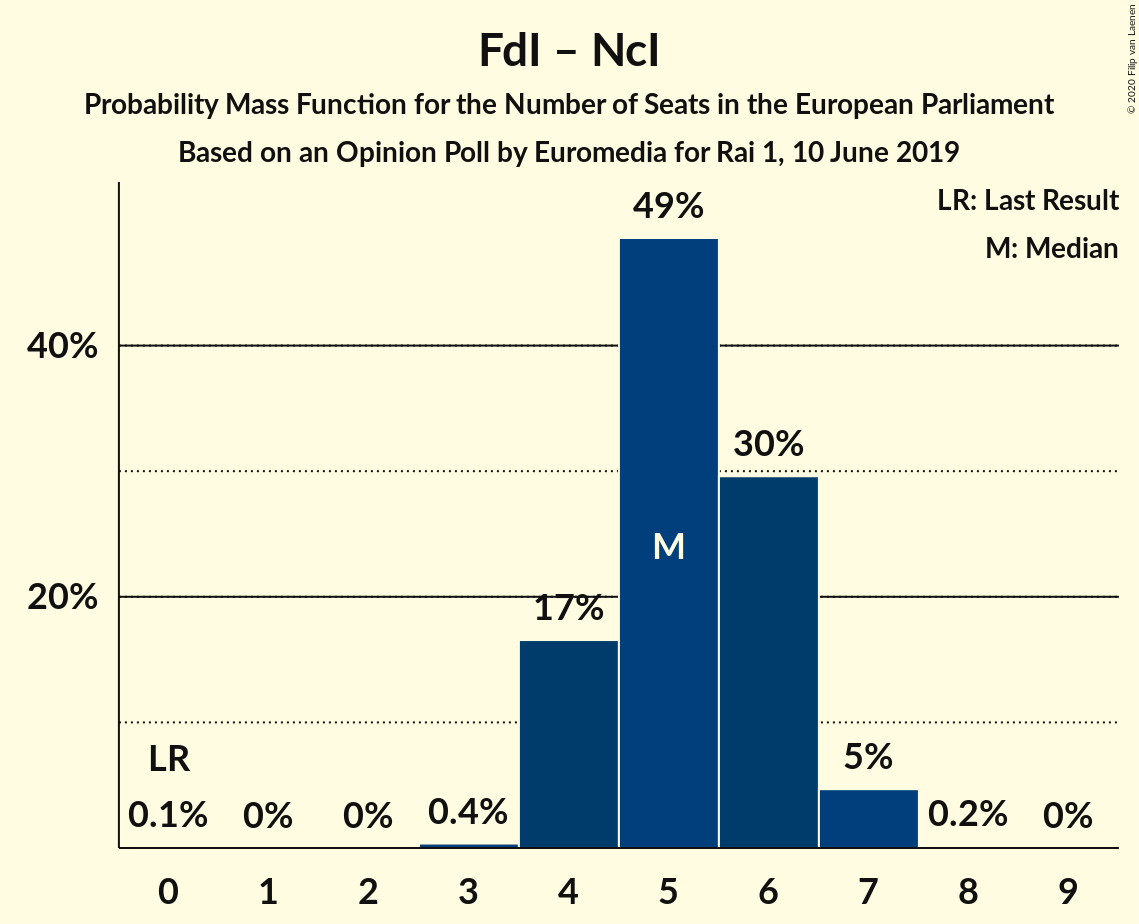 FdI – NcI
Probability Mass Function for the Number of Seats in the European Parliament
Based on an Opinion Poll by Euromedia for Rai 1, 10 June 2019
© 2020 Filip van Laenen
LR: Last Result
M: Median
49%
40%
30%
M
20%
17%
LR
5%
0.1% 0% 0% 0.4% 0.2% 0%
0 1 2 3 4 5 6 7 8 9